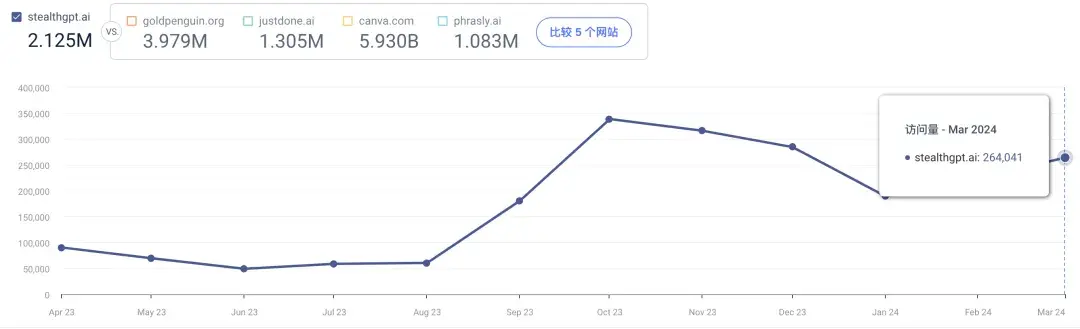 stealthgpt.ai
2.125M
VS.
goldpenguin.org
3.979M
justdone.ai
1.305M
canva.com
5.930B
phrasly.ai
1.083M
比较 5 个网站
400,000
350,000
300,000
250,000
200,000
150,000
100,000
50,000
0
访问量 - Mar 2024
stealthgpt.ai: 264,041
Apr 23
May 23
Jun 23
Jul 23
Aug 23
Sep 23
Oct 23
Nov 23
Dec 23
Jan 24
Feb 24
Mar 24